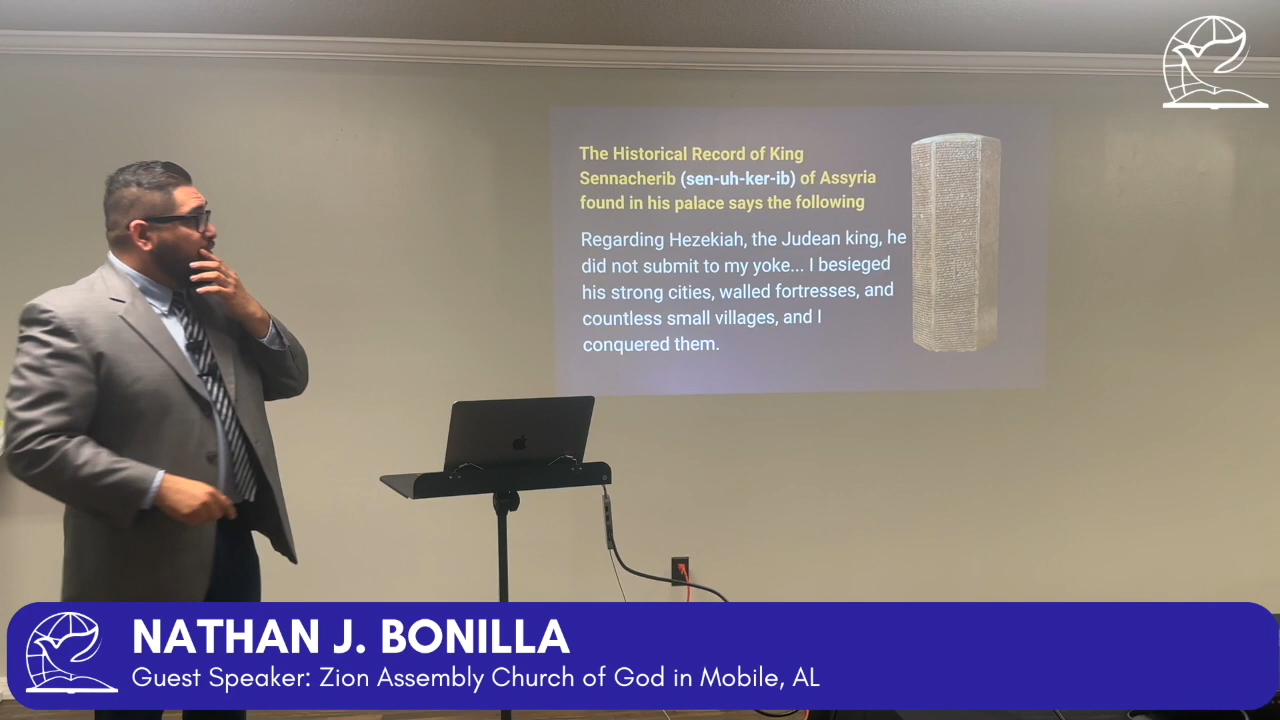 The Historical Record of King
Sennacherib (sen-uh-ker-ib) of Assyria
found in his palace says the following
Regarding Hezekiah, the Judean king, he
did not submit to my yoke... I besieged
his strong cities, walled fortresses, and
countless small villages, and I
conquered them.
NATHAN J. BONILLA
Guest Speaker: Zion Assembly Church of God in Mobile, AL